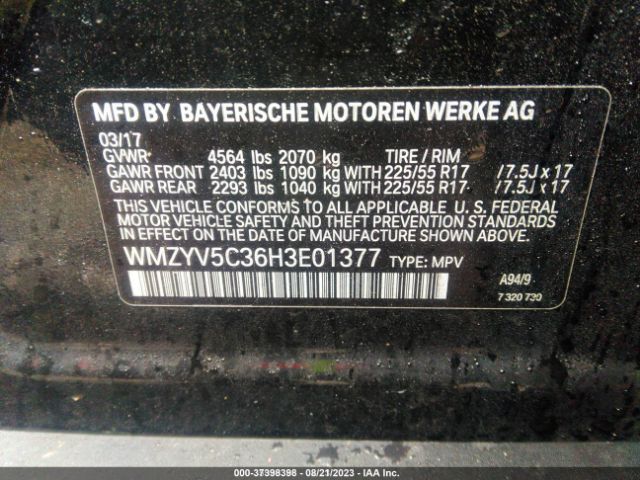 MFD BY BAYERISCHE MOTOREN WERKE AG
03/17
GVWR 4564 lbs 2070 kg TIRE / RIM
GAWR FRONT 2403 lbs 1090 kg WITH 225/55 R17 / 7.5J x 17
GAWR REAR 2293 lbs 1040 kg WITH 225/55 R17 / 7.5J x 17
THIS VEHICLE CONFORMS TO ALL APPLICABLE U. S. FEDERAL
MOTOR VEHICLE SAFETY AND THEFT PREVENTION STANDARDS
IN EFFECT ON THE DATE OF MANUFACTURE SHOWN ABOVE.
WMZYV5C36H3E01377 TYPE: MPV
A94/9
7 320 730
000-37398398 - 08/21/2023 - IAA Inc.